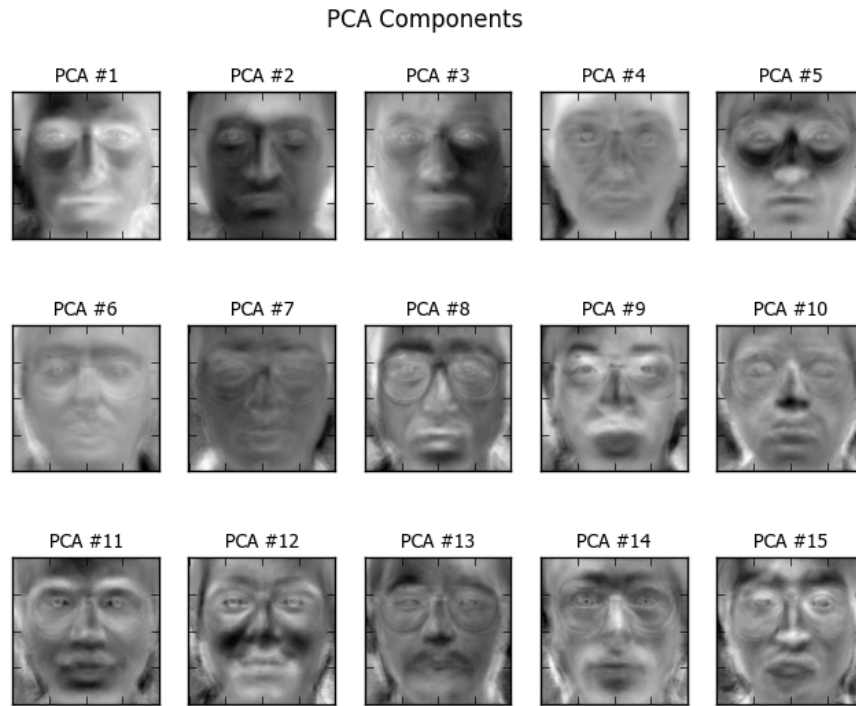 PCA Components
PCA #1 PCA #2 PCA #3 PCA #4 PCA #5
PCA #6 PCA #7 PCA #8 PCA #9 PCA #10
PCA #11 PCA #12 PCA #13 PCA #14 PCA #15